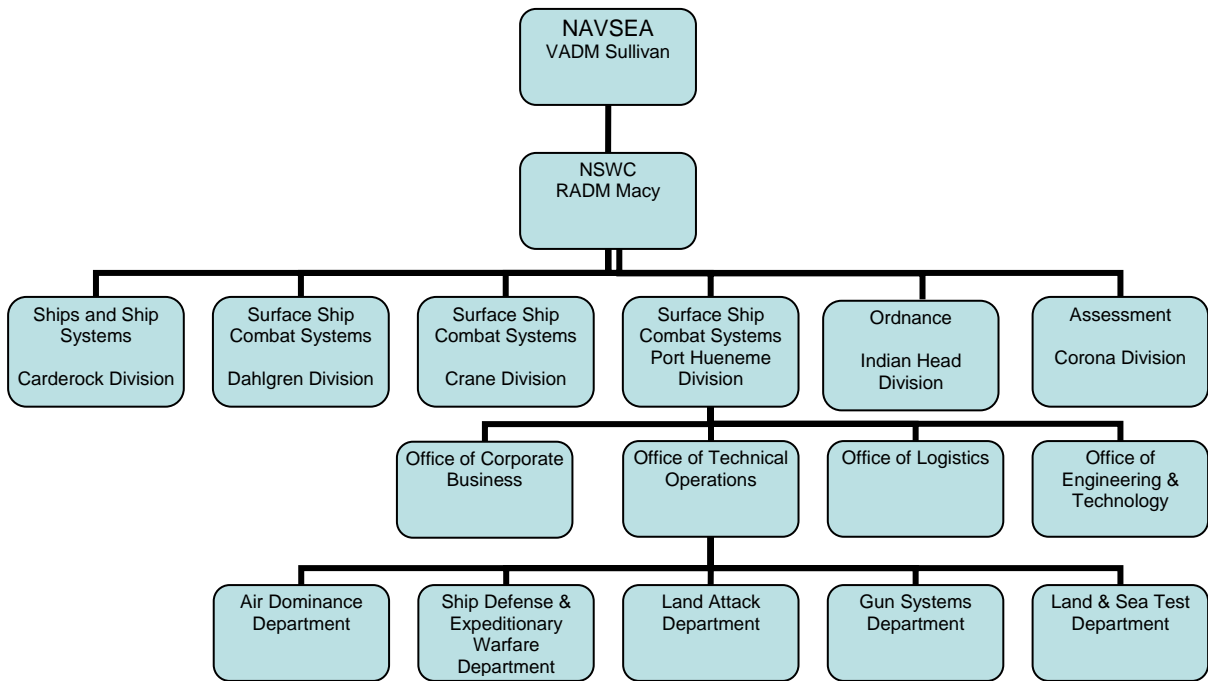 NAVSEA
VADM Sullivan
NSWC
RADM Macy
Ships and Ship
Systems
Carderock Division
Surface Ship
Combat Systems
Dahlgren Division
Surface Ship
Combat Systems
Crane Division
Surface Ship
Combat Systems
Port Hueneme
Division
Ordnance
Indian Head
Division
Assessment
Corona Division
Office of Corporate
Business
Office of Technical
Operations
Office of Logistics
Office of
Engineering &
Technology
Air Dominance
Department
Ship Defense &
Expeditionary
Warfare
Department
Land Attack
Department
Gun Systems
Department
Land & Sea Test
Department